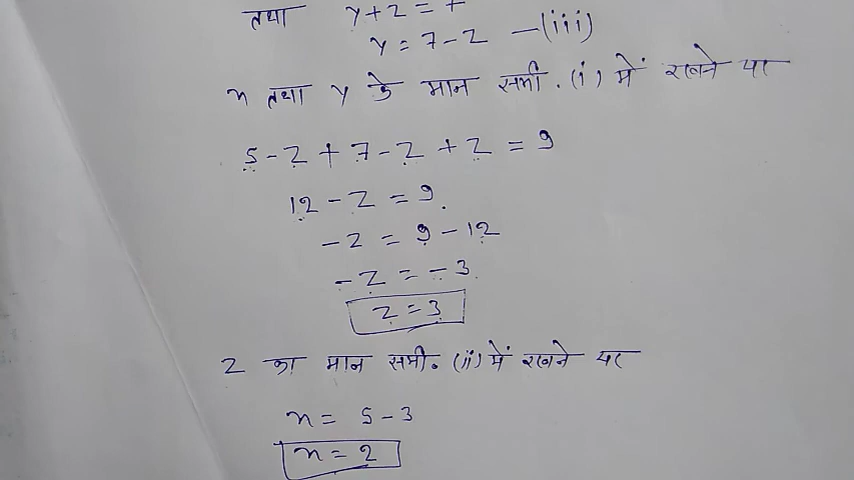 तथा y+z = 7
y = 7-z —(iii)
x तथा y के मान समी. (i) में रखने पर
5-z+7-z+z = 9
12-z = 9
-z = 9-12
-z = -3
z = 3
z का मान समी. (ii) में रखने पर
x = 5-3
x = 2